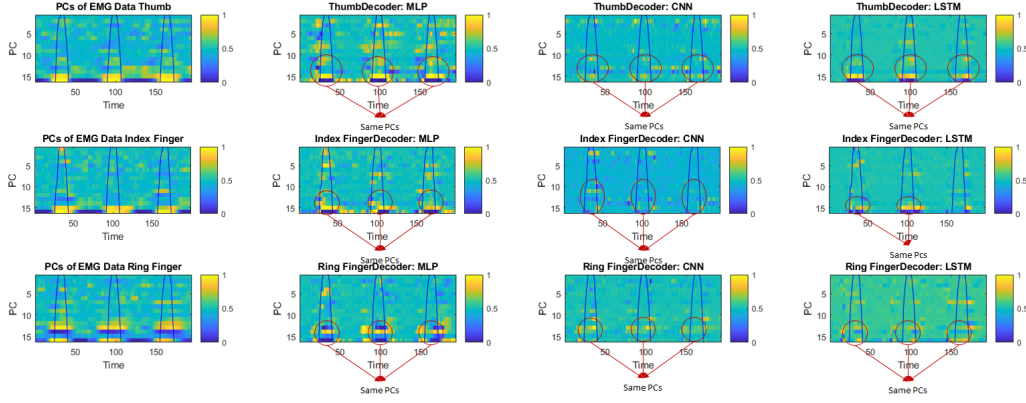 PCs of EMG Data Thumb
PC
5
10
15
50
100
150
Time
1
0.5
0
ThumbDecoder: MLP
PC
5
10
15
50
100
150
Time
1
0.5
0
Same PCs
ThumbDecoder: CNN
PC
5
10
15
50
100
150
Time
1
0.5
0
Same PCs
ThumbDecoder: LSTM
PC
5
10
15
50
100
150
Time
1
0.5
0
Same PCs
PCs of EMG Data Index Finger
PC
5
10
15
50
100
150
Time
1
0.5
0
Index FingerDecoder: MLP
PC
5
10
15
50
100
150
Time
1
0.5
0
Same PCs
Index FingerDecoder: CNN
PC
5
10
15
50
100
150
Time
1
0.5
0
Same PCs
Index FingerDecoder: LSTM
PC
5
10
15
50
100
150
Time
1
0.5
0
Same PCs
PCs of EMG Data Ring Finger
PC
5
10
15
50
100
150
Time
1
0.5
0
Ring FingerDecoder: MLP
PC
5
10
15
50
100
150
Time
1
0.5
0
Same PCs
Ring FingerDecoder: CNN
PC
5
10
15
50
100
150
Time
1
0.5
0
Same PCs
Ring FingerDecoder: LSTM
PC
5
10
15
50
100
150
Time
1
0.5
0
Same PCs